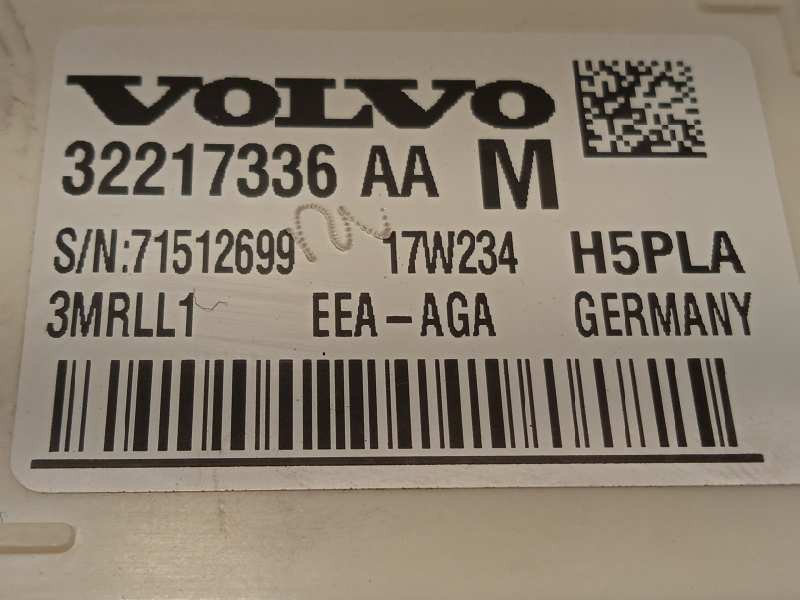 VOLVO
32217336 AA M
S/N:71512699 17W234 H5PLA
3MRLL1 EEA-AGA GERMANY